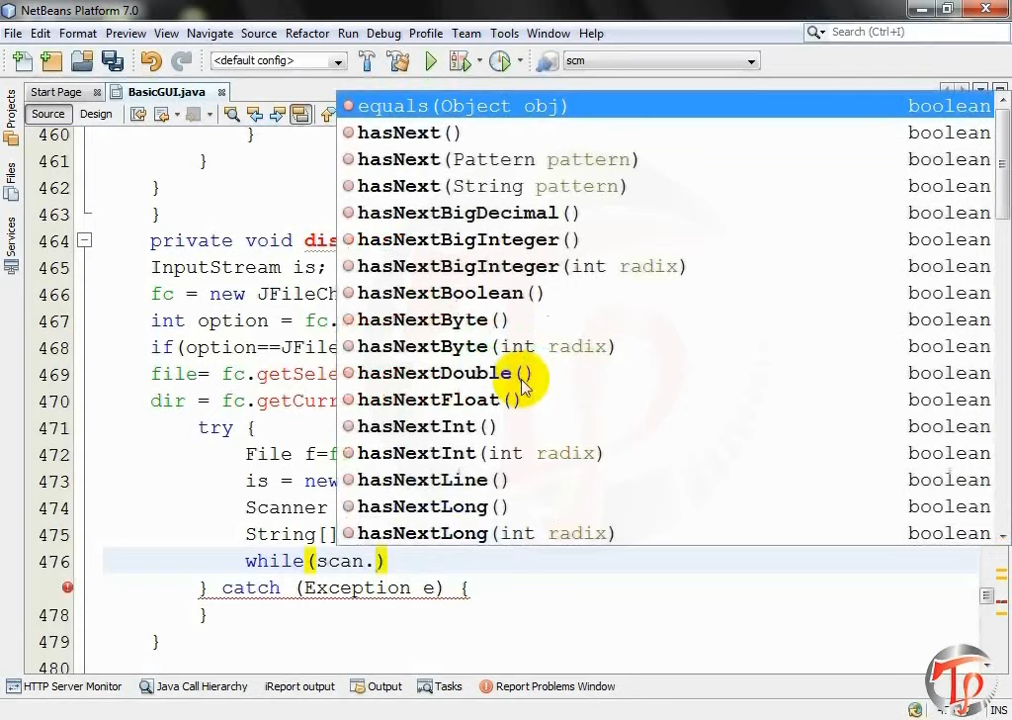 NetBeans Platform 7.0
File Edit Format Preview View Navigate Source Refactor Run Debug Profile Team Tools Window Help
Search (Ctrl+I)
<default config> scm
Start Page BasicGUI.java
Source Design
Projects
Files
Services
460 }
461 }
462 }
463 }
464 private void dis
465 InputStream is;
466 fc = new JFileCh
467 int option = fc.
468 if(option==JFile
469 file= fc.getSele
470 dir = fc.getCurr
471 try {
472 File f=f
473 is = new
474 Scanner
475 String[]
476 while(scan.)
} catch (Exception e) {
478 }
479 }
480
equals(Object obj) boolean
hasNext() boolean
hasNext(Pattern pattern) boolean
hasNext(String pattern) boolean
hasNextBigDecimal() boolean
hasNextBigInteger() boolean
hasNextBigInteger(int radix) boolean
hasNextBoolean() boolean
hasNextByte() boolean
hasNextByte(int radix) boolean
hasNextDouble() boolean
hasNextFloat() boolean
hasNextInt() boolean
hasNextInt(int radix) boolean
hasNextLine() boolean
hasNextLong() boolean
hasNextLong(int radix) boolean
HTTP Server Monitor Java Call Hierarchy iReport output Output Tasks Report Problems Window
INS